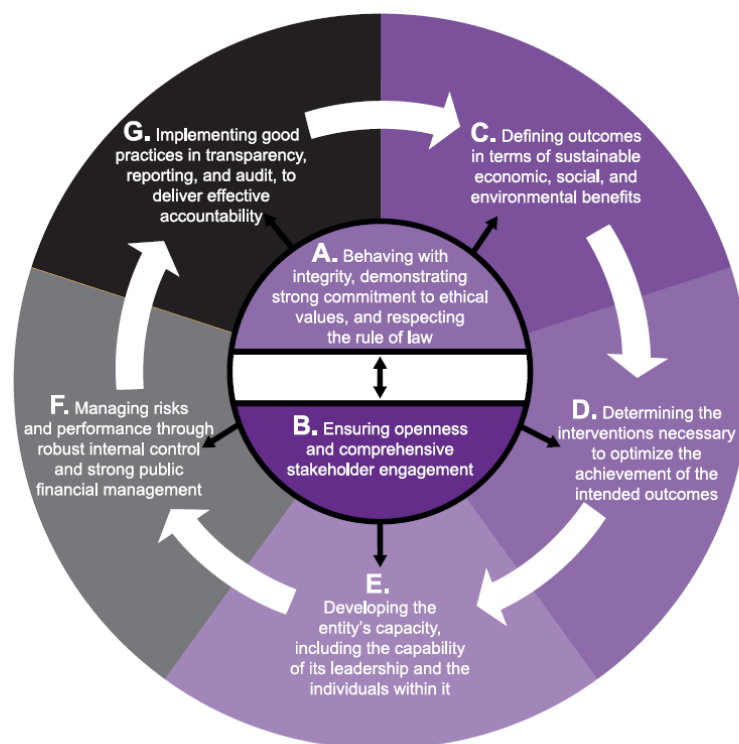 G. Implementing good
practices in transparency,
reporting, and audit, to
deliver effective
accountability
C. Defining outcomes
in terms of sustainable
economic, social, and
environmental benefits
A. Behaving with
integrity, demonstrating
strong commitment to ethical
values, and respecting
the rule of law
F. Managing risks
and performance through
robust internal control
and strong public
financial management
B. Ensuring openness
and comprehensive
stakeholder engagement
D. Determining the
interventions necessary
to optimize the
achievement of the
intended outcomes
E.
Developing the
entity's capacity,
including the capability
of its leadership and the
individuals within it